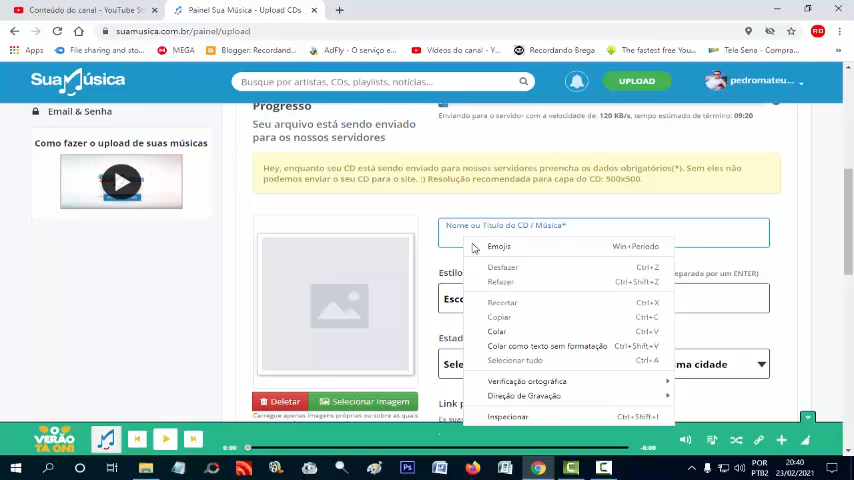 Conteúdo do canal - YouTube St
Painel Sua Música - Upload CDs.
suamusica.com.br/painel/upload
Apps
File sharing and sto...
MEGA
Blogger: Recordand...
AdFly - O serviço e...
Vídeos do canal - Y...
Recordando Brega
The fastest free You...
Tele Sena - Compra...
SuaMúsica
Busque por artistas, CDs, playlists, notícias...
UPLOAD
pedromateu...
Email & Senha
Como fazer o upload de suas músicas
Progresso
Seu arquivo está sendo enviado
para os nossos servidores
Enviando para o servidor com a velocidade de: 120 KB/s, tempo estimado de término: 09:20
Hey, enquanto seu CD está sendo enviado para nossos servidores preencha os dados obrigatórios(*). Sem eles não
podemos enviar o seu CD para o site. :) Resolução recomendada para capa do CD: 500x500.
Nome ou Título do CD / Música*
Emojis Win+Período
Desfazer Ctrl+Z
Refazer Ctrl+Shift+Z
Recortar Ctrl+X
Copiar Ctrl+C
Colar Ctrl+V
Colar como texto sem formatação Ctrl+Shift+V
Selecionar tudo Ctrl+A
Verificação ortográfica
Direção de Gravação
Inspecionar Ctrl+Shift+I
Estilo
eparada por um ENTER)
Esco
Estad
Sele
ma cidade
Link p
Ex sua
Deletar
Selecionar Imagem
Carregue apenas imagens próprias ou sobre as quais
O VERÃO
TA ON!
0:00
-0:00
POR
PTB2
20:40
23/02/2021